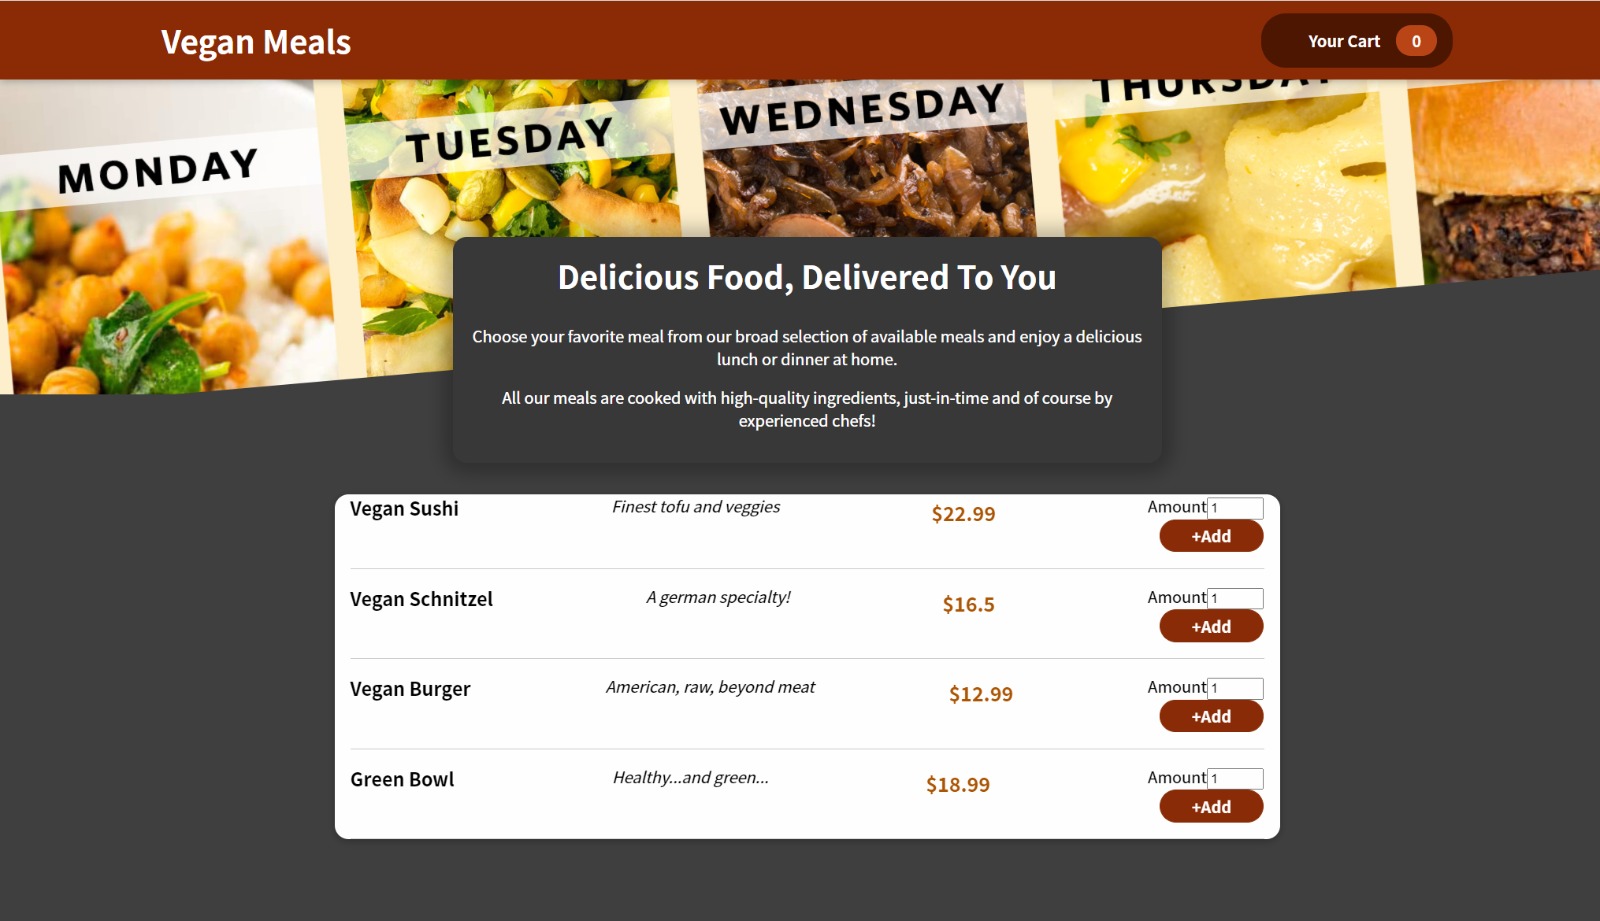 Vegan Meals
Your Cart 0
MONDAY
TUESDAY
WEDNESDAY
THURSDAY
Delicious Food, Delivered To You
Choose your favorite meal from our broad selection of available meals and enjoy a delicious
lunch or dinner at home.
All our meals are cooked with high-quality ingredients, just-in-time and of course by
experienced chefs!
Vegan Sushi Finest tofu and veggies $22.99 Amount 1
+Add
Vegan Schnitzel A german specialty! $16.5 Amount 1
+Add
Vegan Burger American, raw, beyond meat $12.99 Amount 1
+Add
Green Bowl Healthy...and green... $18.99 Amount 1
+Add